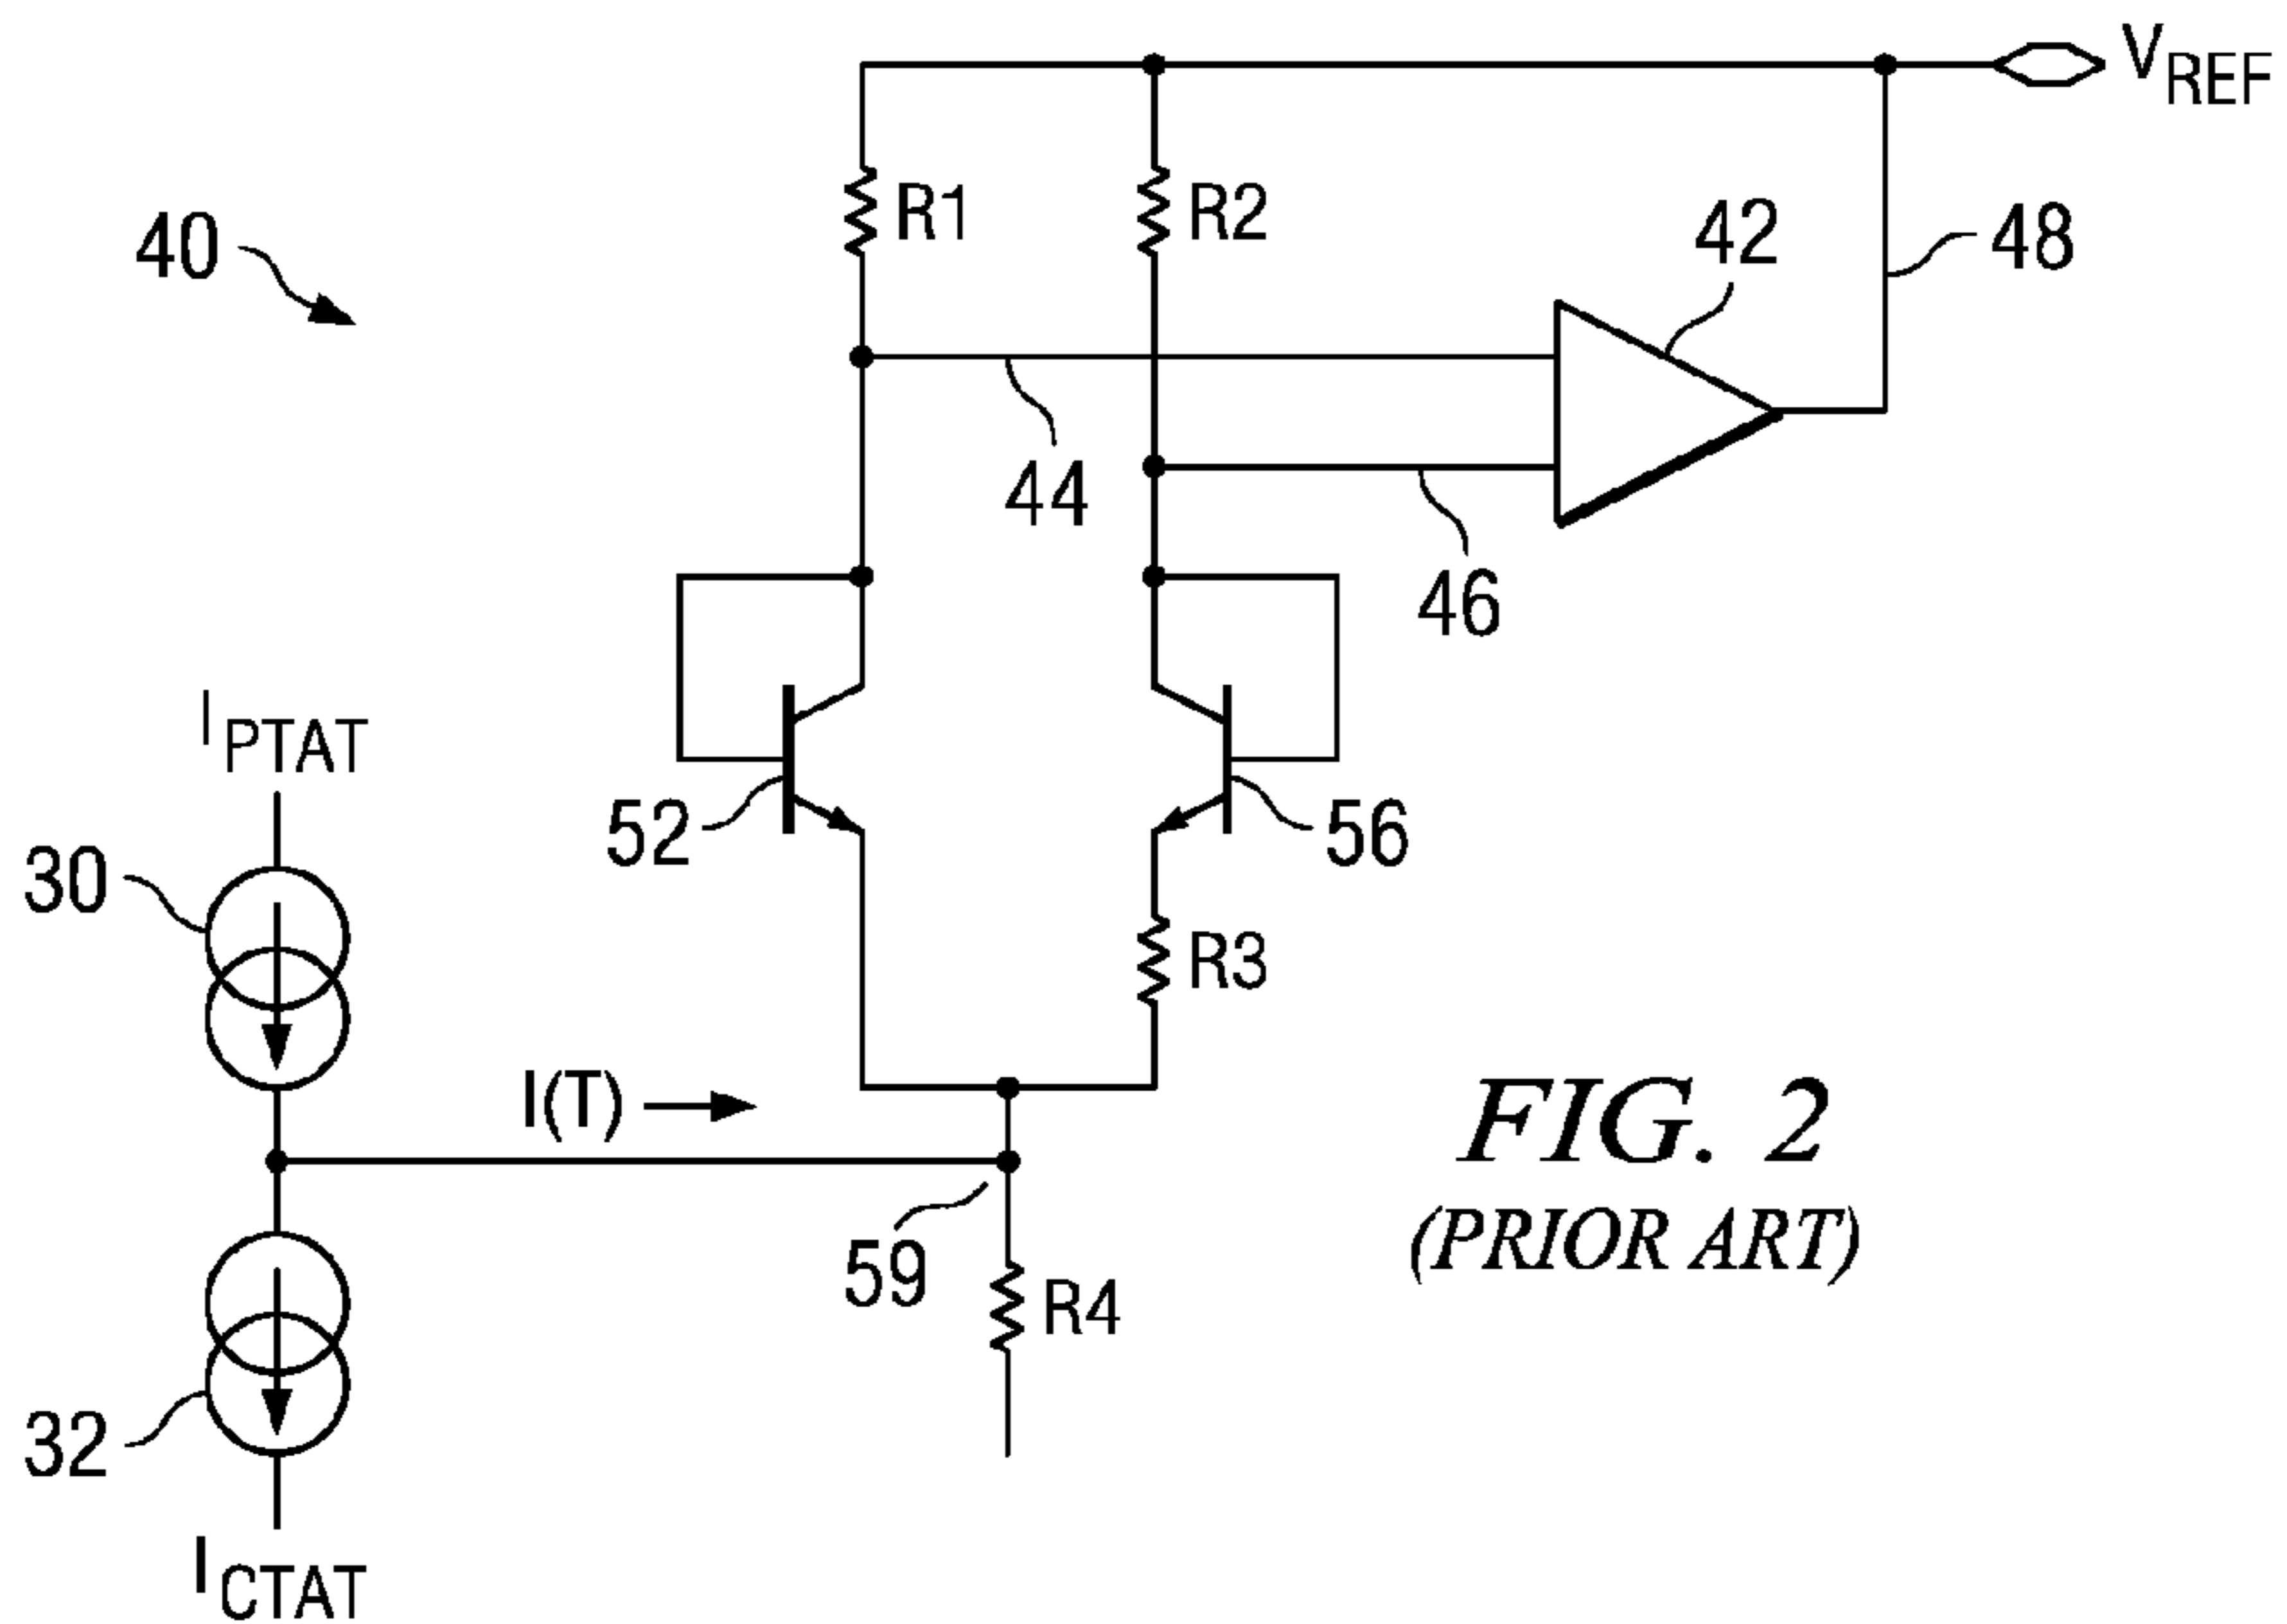 VREF
R1
R2
42
48
40
44
46
IPTAT
52
56
30
R3
I(T)
FIG. 2
(PRIOR ART)
59
R4
32
ICTAT